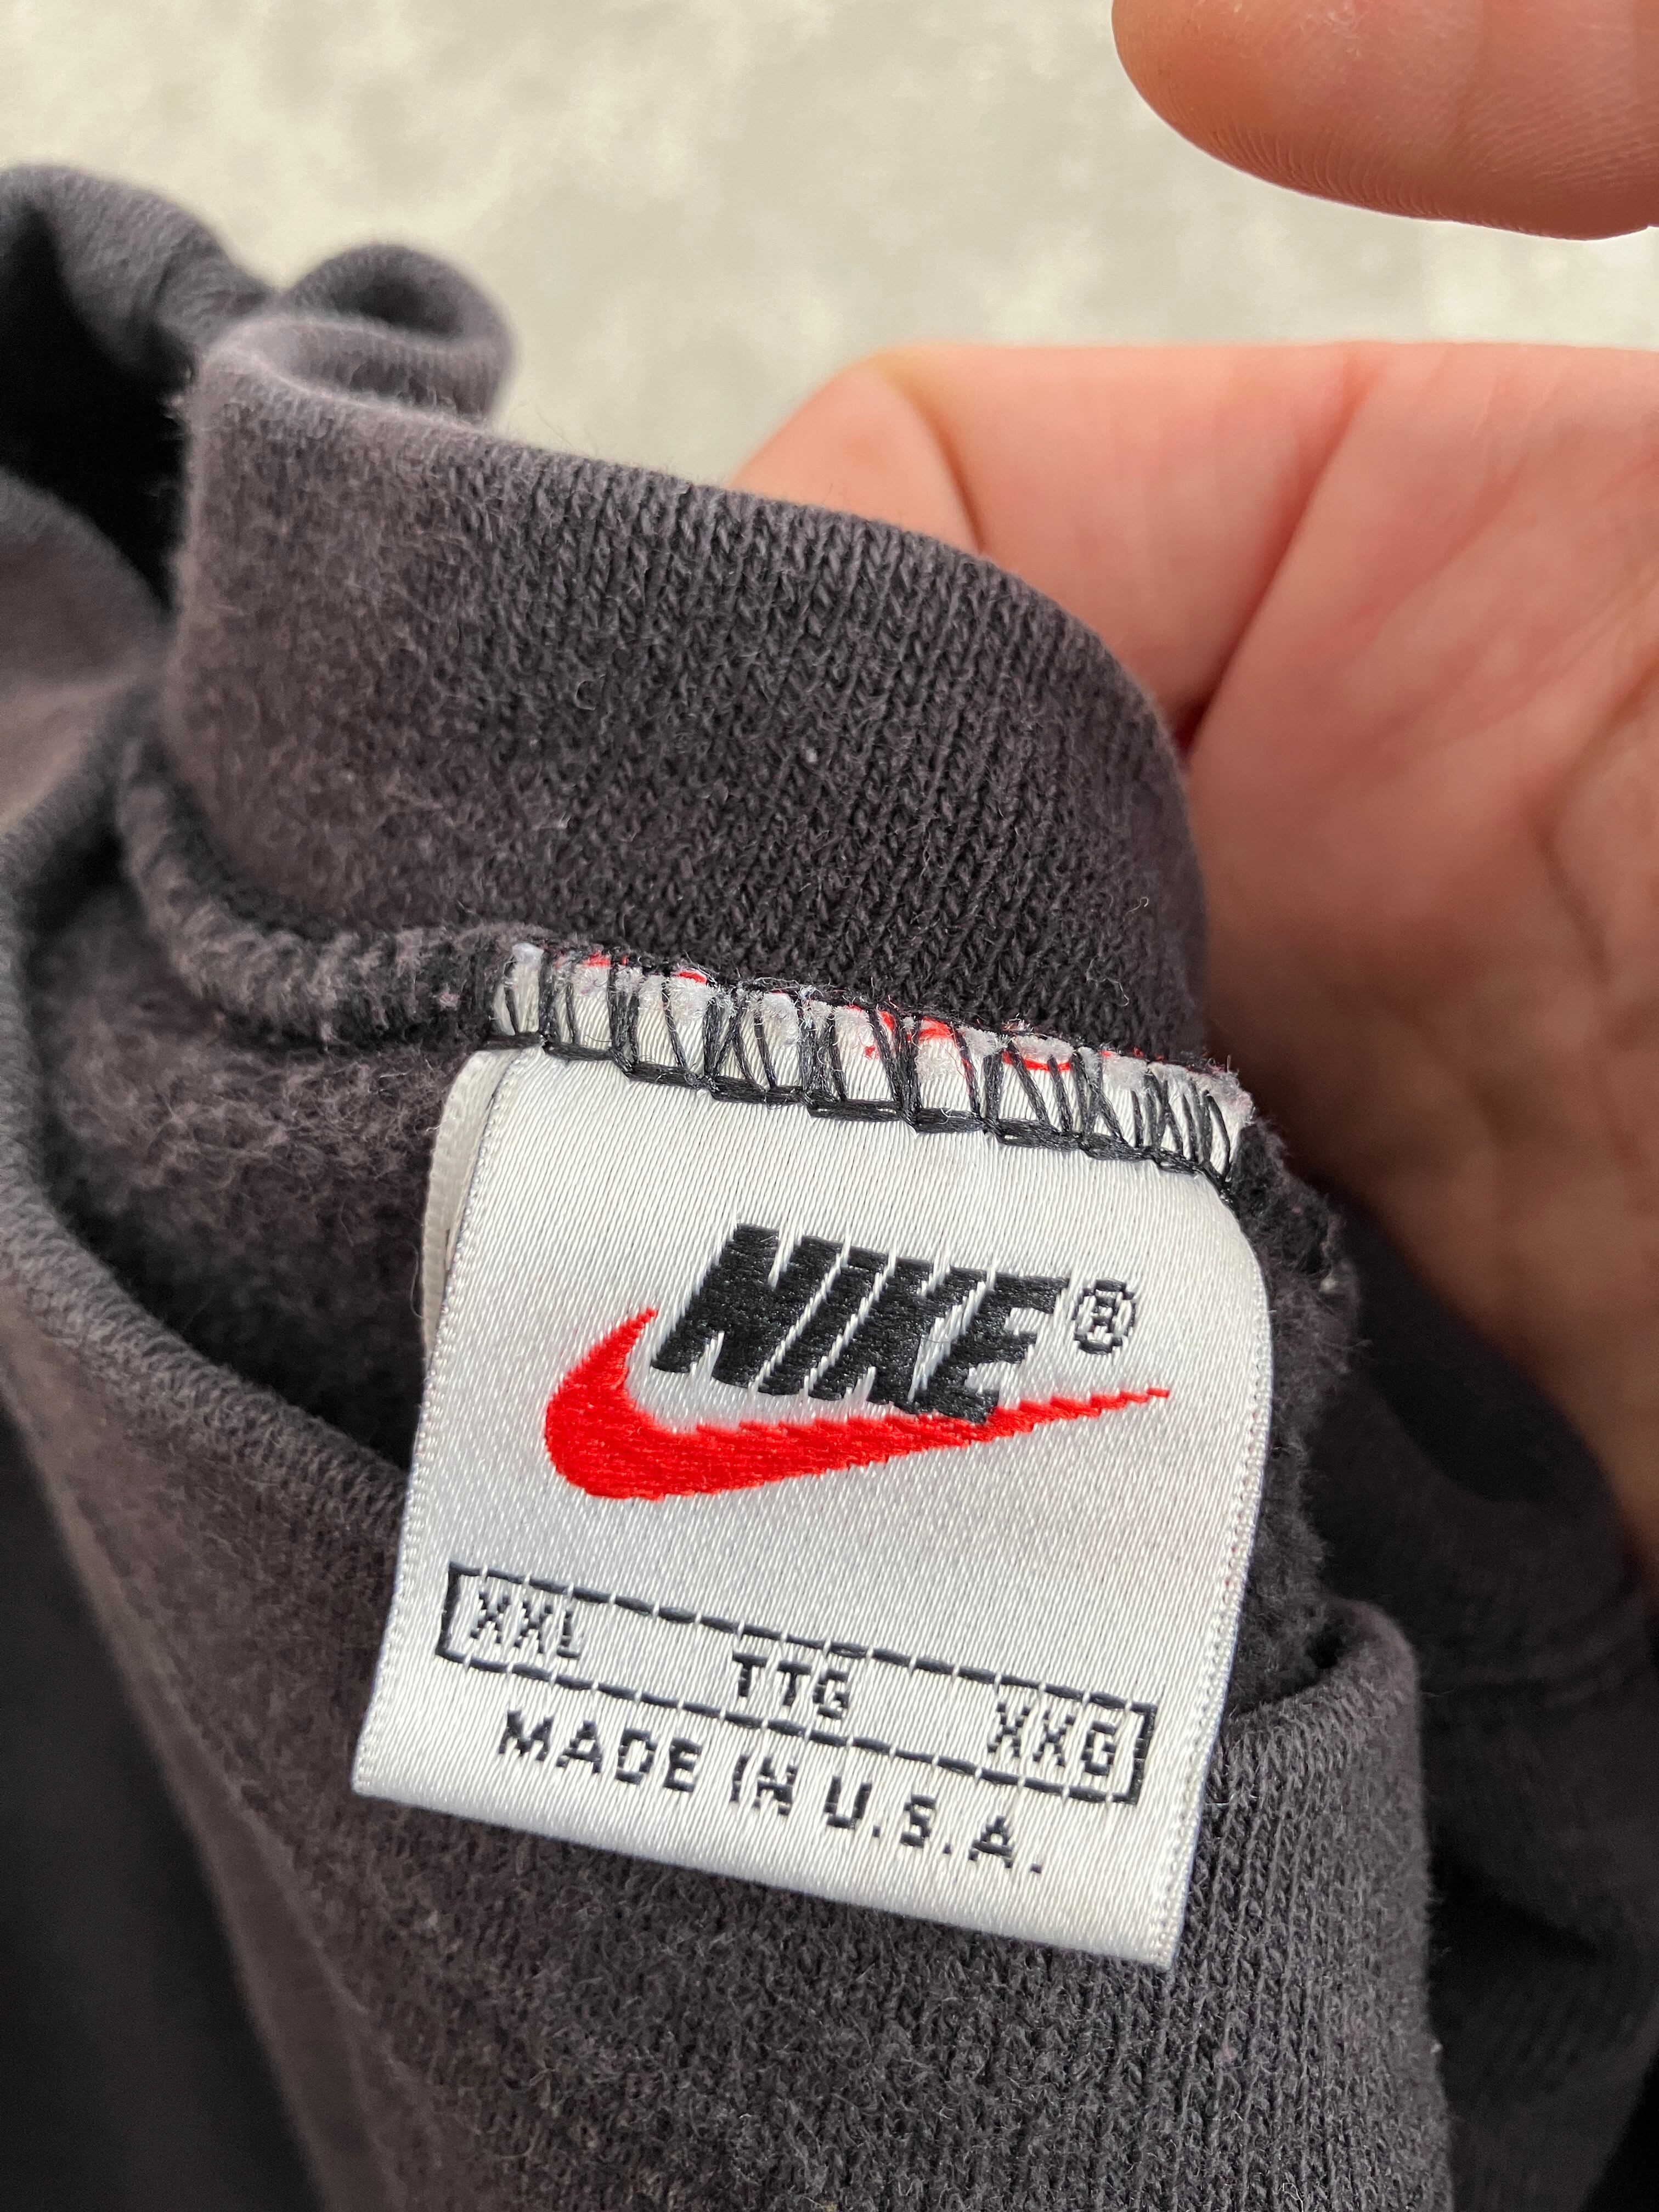 NIKE®
XXL TTG XXG
MADE IN U.S.A.